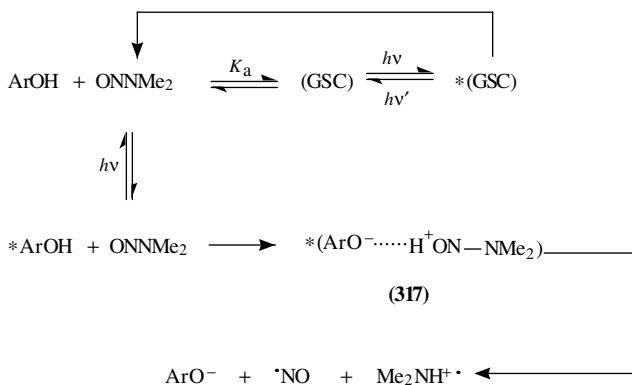 ArOH + ONNMe₂ Kₐ (GSC) hν hν′ *(GSC)
hν
*ArOH + ONNMe₂ *(ArO⁻······H⁺ON—NMe₂)
(317)
ArO⁻ + •NO + Me₂NH⁺•